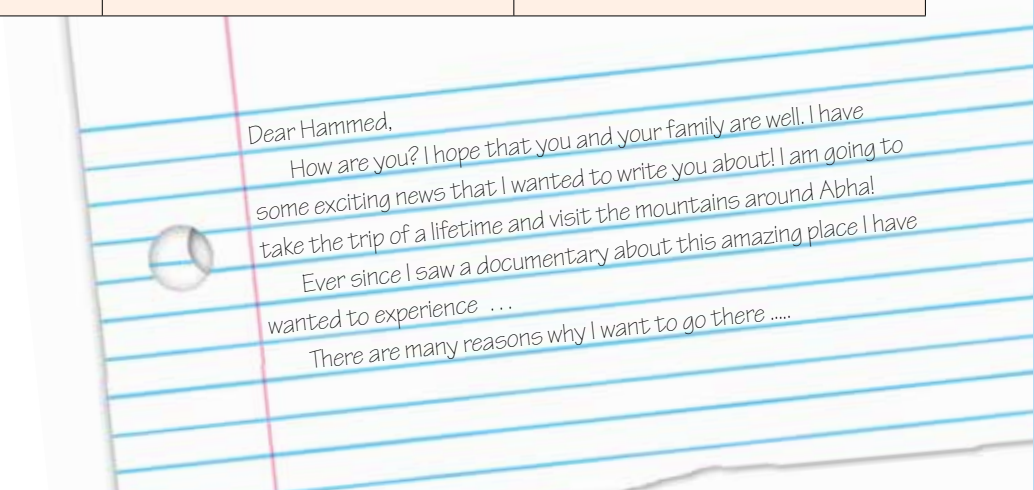 Dear Hammed,
How are you? I hope that you and your family are well. I have
some exciting news that I wanted to write you about! I am going to
take the trip of a lifetime and visit the mountains around Abha!
Ever since I saw a documentary about this amazing place I have
wanted to experience ...
There are many reasons why I want to go there .....